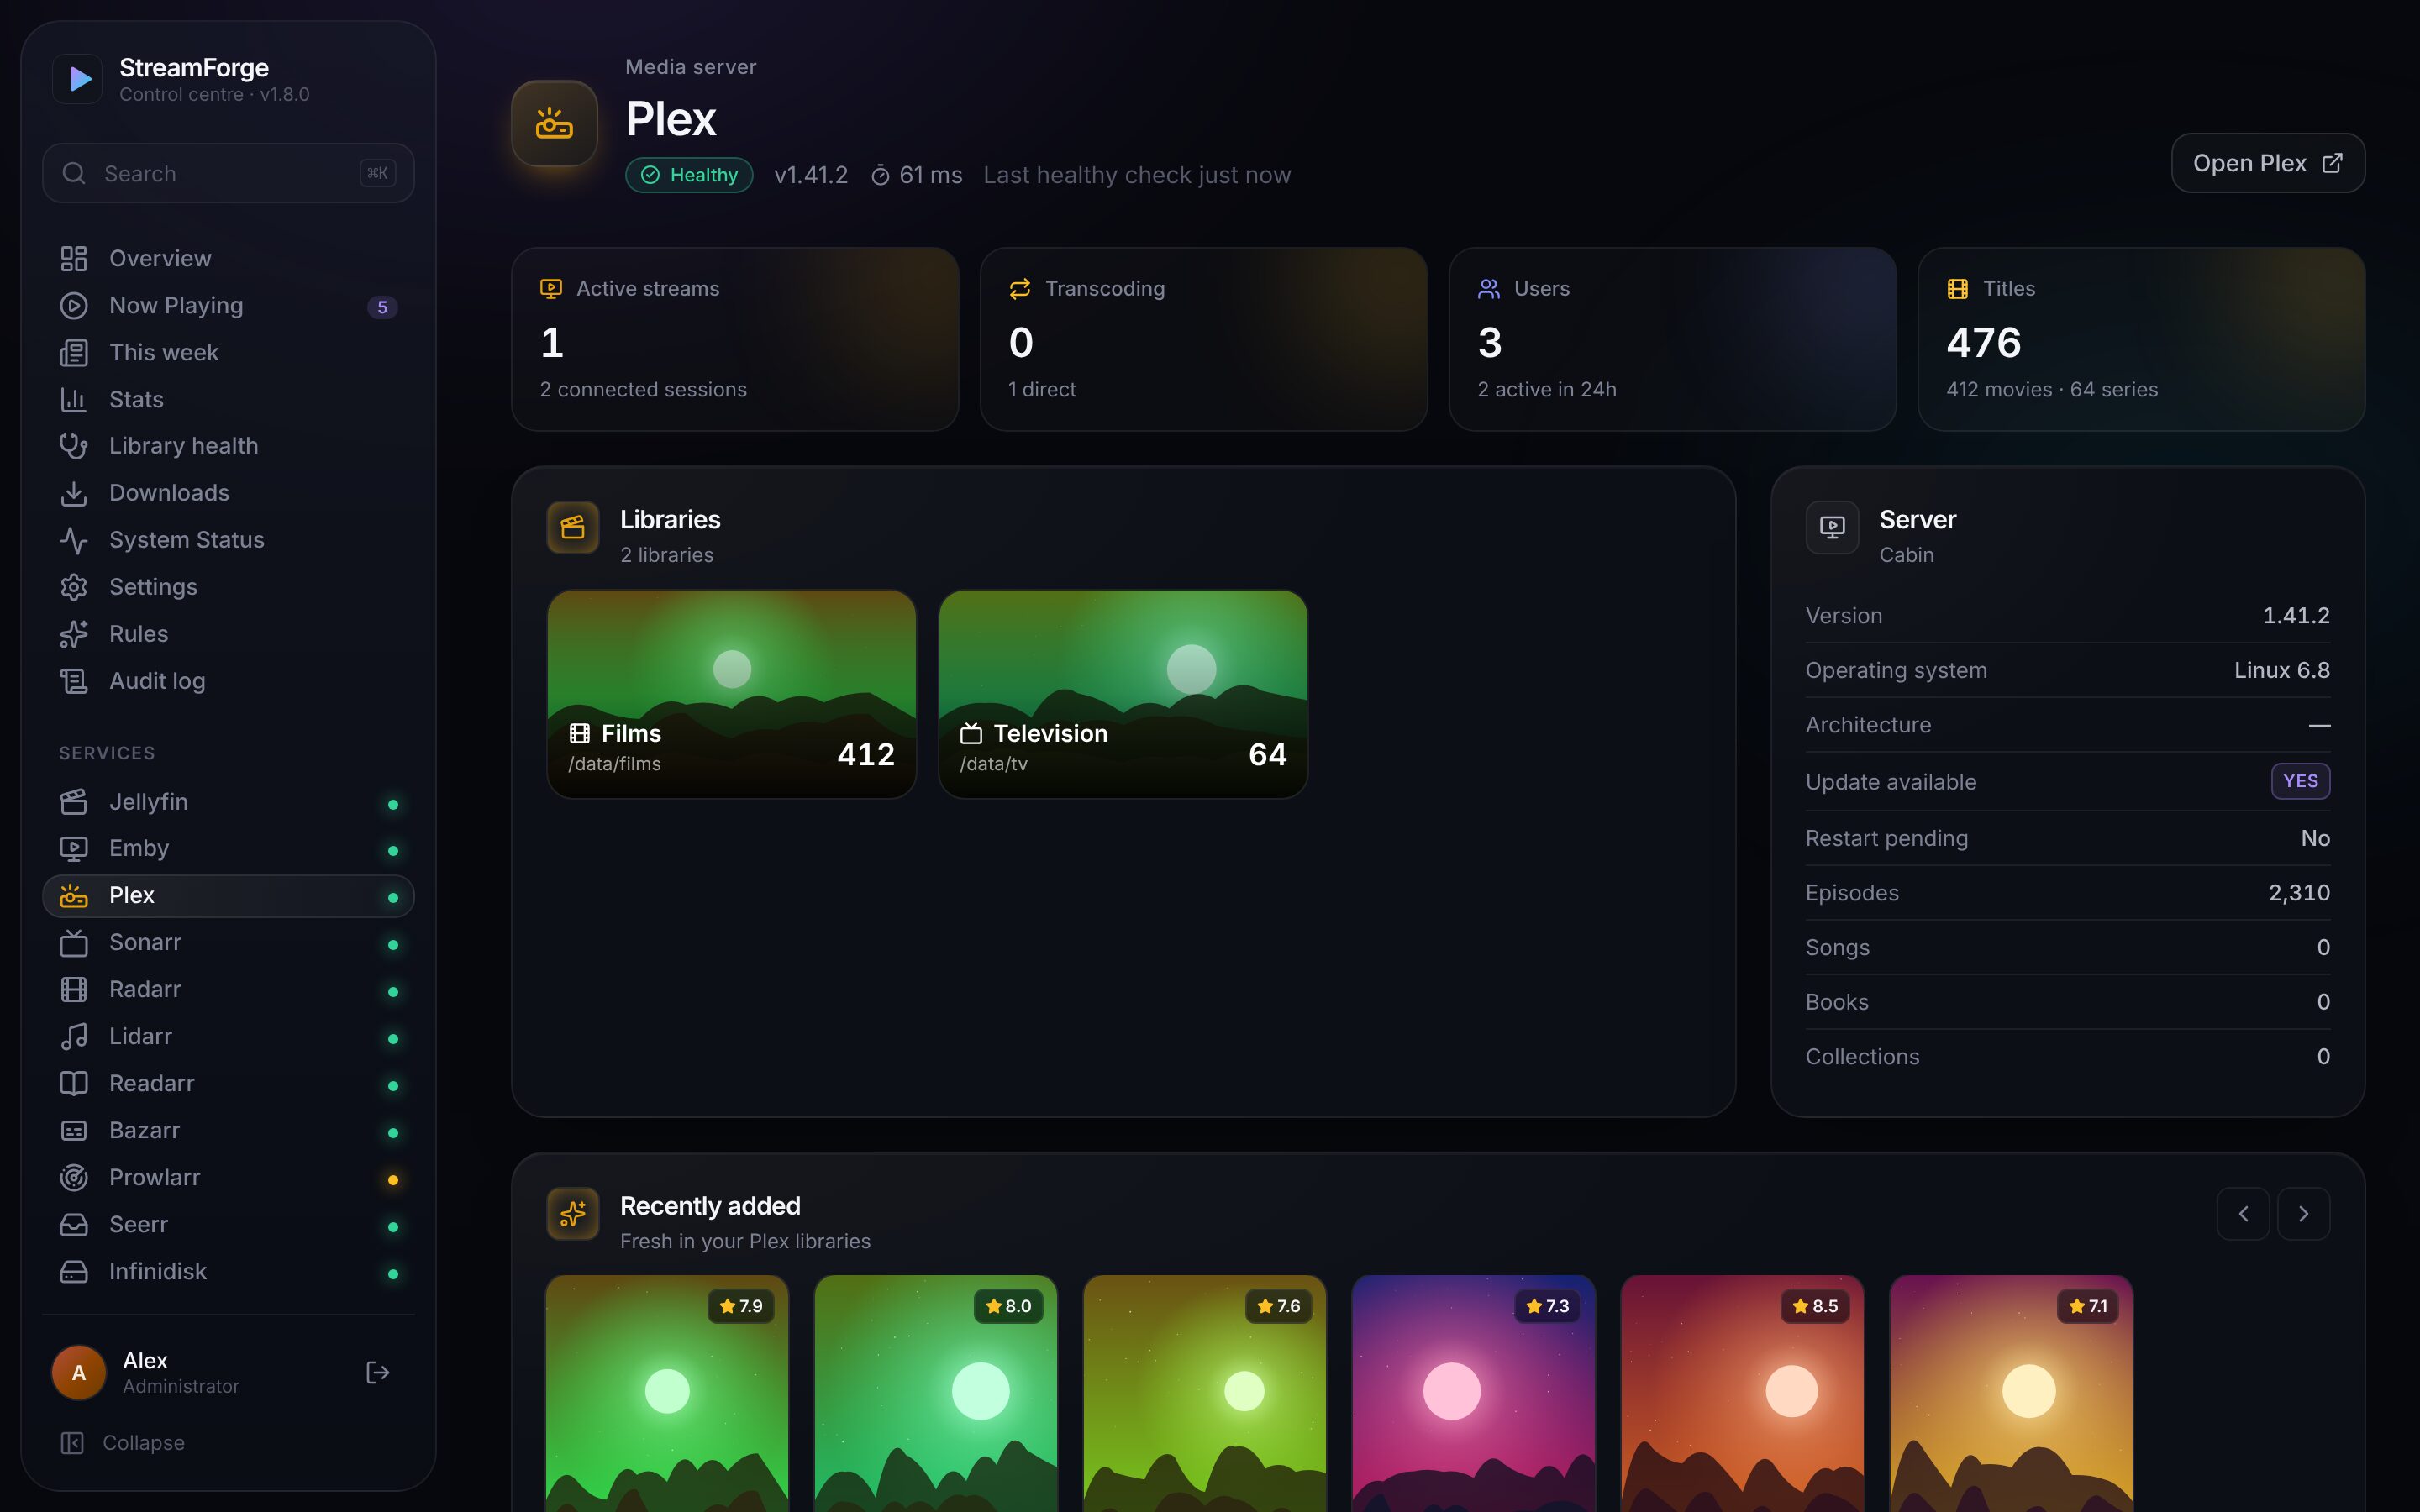 StreamForge
Control centre · v1.8.0
Search
⌘K
Overview
Now Playing 5
This week
Stats
Library health
Downloads
System Status
Settings
Rules
Audit log
SERVICES
Jellyfin
Emby
Plex
Sonarr
Radarr
Lidarr
Readarr
Bazarr
Prowlarr
Seerr
Infinidisk
A
Alex
Administrator
Collapse
Media server
Plex
Healthy v1.41.2 61 ms Last healthy check just now
Open Plex
Active streams
1
2 connected sessions
Transcoding
0
1 direct
Users
3
2 active in 24h
Titles
476
412 movies · 64 series
Libraries
2 libraries
Films
/data/films
412
Television
/data/tv
64
Server
Cabin
Version 1.41.2
Operating system Linux 6.8
Architecture —
Update available YES
Restart pending No
Episodes 2,310
Songs 0
Books 0
Collections 0
Recently added
Fresh in your Plex libraries
7.9
8.0
7.6
7.3
8.5
7.1